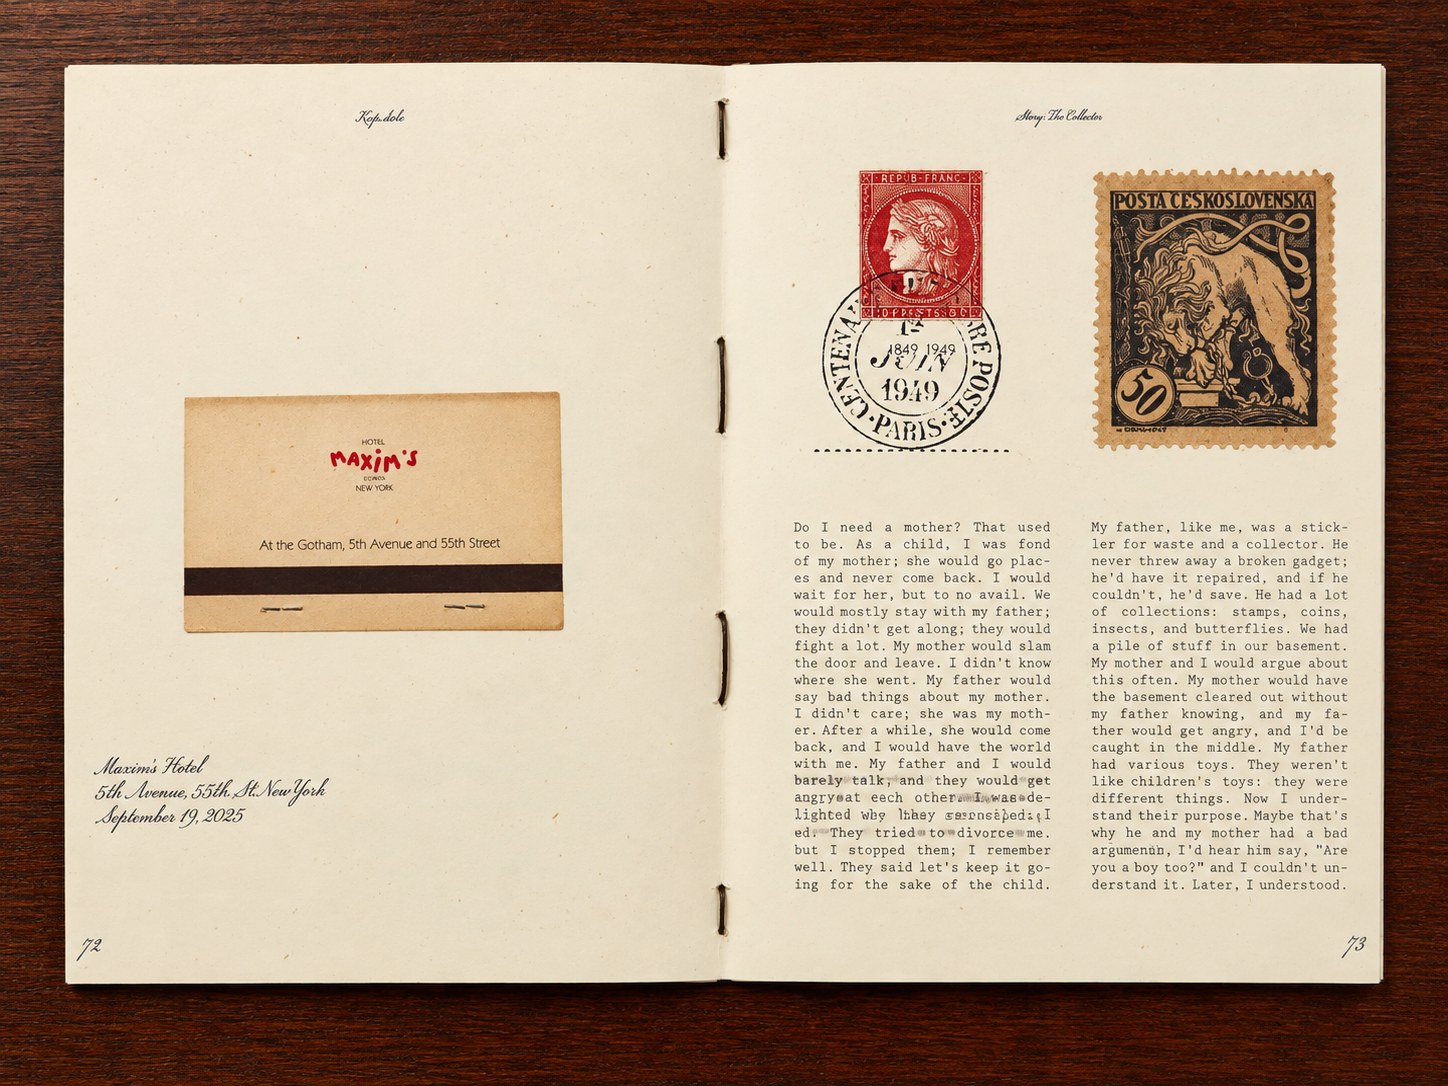 Kop.dole
HOTEL
MAXiM'S
NEW YORK
At the Gotham, 5th Avenue and 55th Street
Maxim's Hotel
5th Avenue, 55th St. New York
September 19, 2025
72
Story: The Collector
REPUB·FRANC
1849 1949
JUIN
1949
·PARIS·
POSTA CESKOSLOVENSKÁ
50
Do I need a mother? That used
to be. As a child, I was fond
of my mother; she would go plac-
es and never come back. I would
wait for her, but to no avail. We
would mostly stay with my father;
they didn't get along; they would
fight a lot. My mother would slam
the door and leave. I didn't know
where she went. My father would
say bad things about my mother.
I didn't care; she was my moth-
er. After a while, she would come
back, and I would have the world
with me. My father and I would
barely talk, and they would get
angry at eech other. I was de-
lighted why they I
ed. They tried to divorce me.
but I stopped them; I remember
well. They said let's keep it go-
ing for the sake of the child.
My father, like me, was a stick-
ler for waste and a collector. He
never threw away a broken gadget;
he'd have it repaired, and if he
couldn't, he'd save. He had a lot
of collections: stamps, coins,
insects, and butterflies. We had
a pile of stuff in our basement.
My mother and I would argue about
this often. My mother would have
the basement cleared out without
my father knowing, and my fa-
ther would get angry, and I'd be
caught in the middle. My father
had various toys. They weren't
like children's toys: they were
different things. Now I under-
stand their purpose. Maybe that's
why he and my mother had a bad
I'd hear him say, "Are
you a boy too?" and I couldn't un-
derstand it. Later, I understood.
73